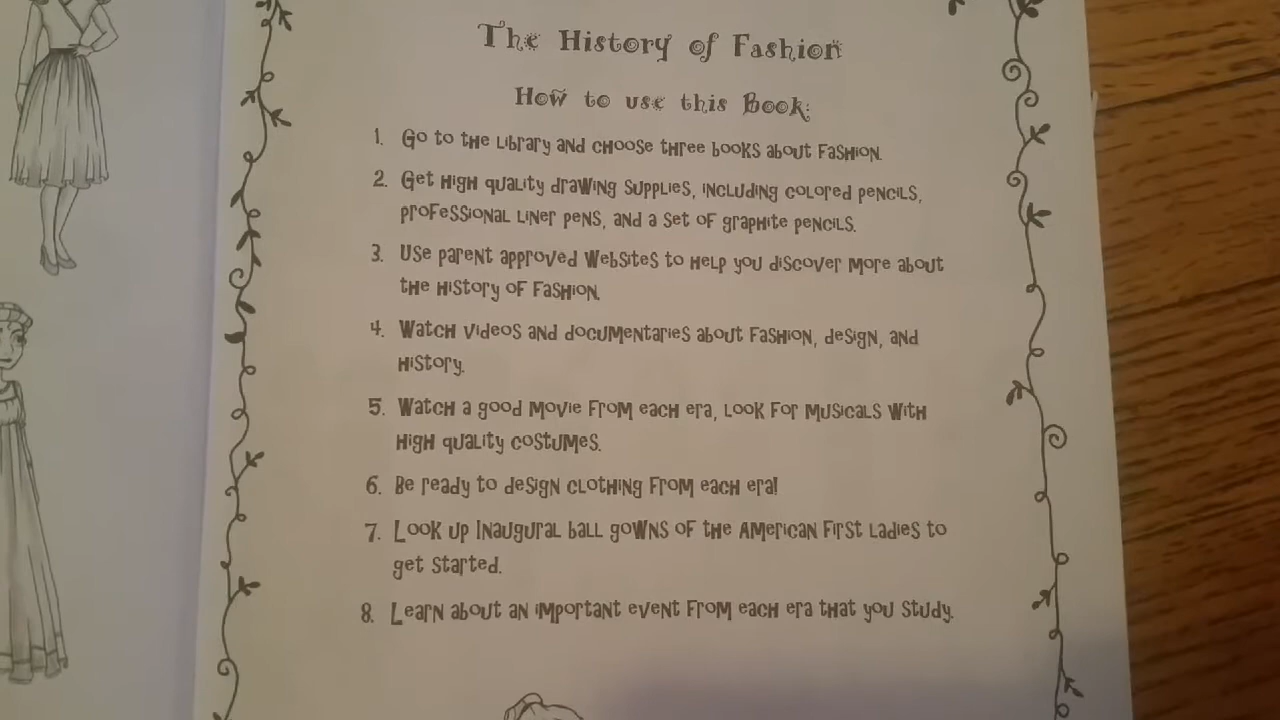 The History of Fashion
How to use this Book:
1. Go to the Library and choose three books about Fashion.
2. Get High quality drawing supplies, including colored pencils,
professional liner pens, and a set of graphite pencils.
3. Use parent approved websites to help you discover more about
the History of Fashion.
4. Watch videos and documentaries about Fashion, design, and
History.
5. Watch a good movie from each era, look for musicals with
High quality costumes.
6. Be ready to design clothing from each era!
7. Look up Inaugural ball gowns of the American First Ladies to
get started.
8. Learn about an important event from each era that you study.